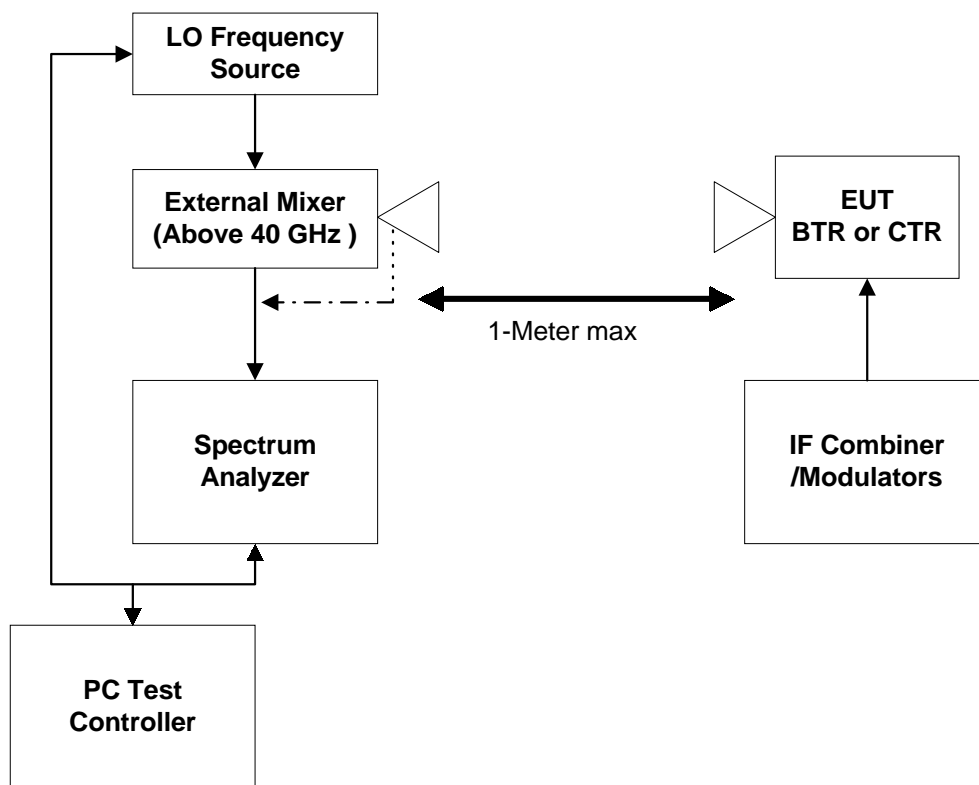 LO Frequency
Source
External Mixer
(Above 40 GHz )
EUT
BTR or CTR
1-Meter max
Spectrum
Analyzer
IF Combiner
/Modulators
PC Test
Controller